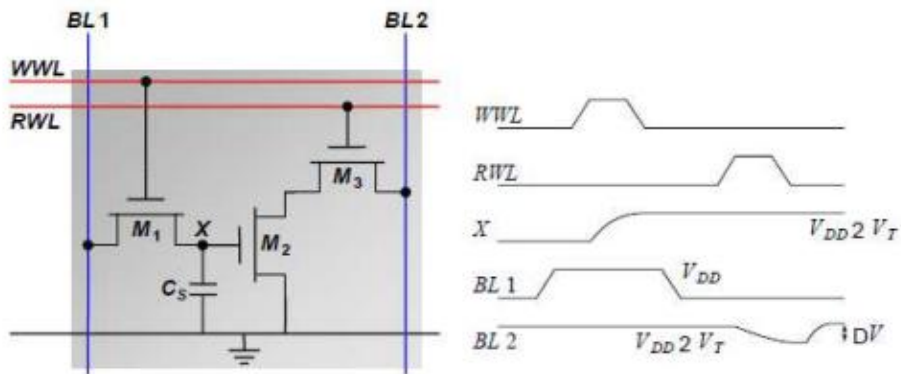 BL1 BL2
WWL
RWL
M3
M1 X M2
CS
WWL
RWL
X VDD 2 VT
BL 1 VDD
BL 2 VDD 2 VT DV